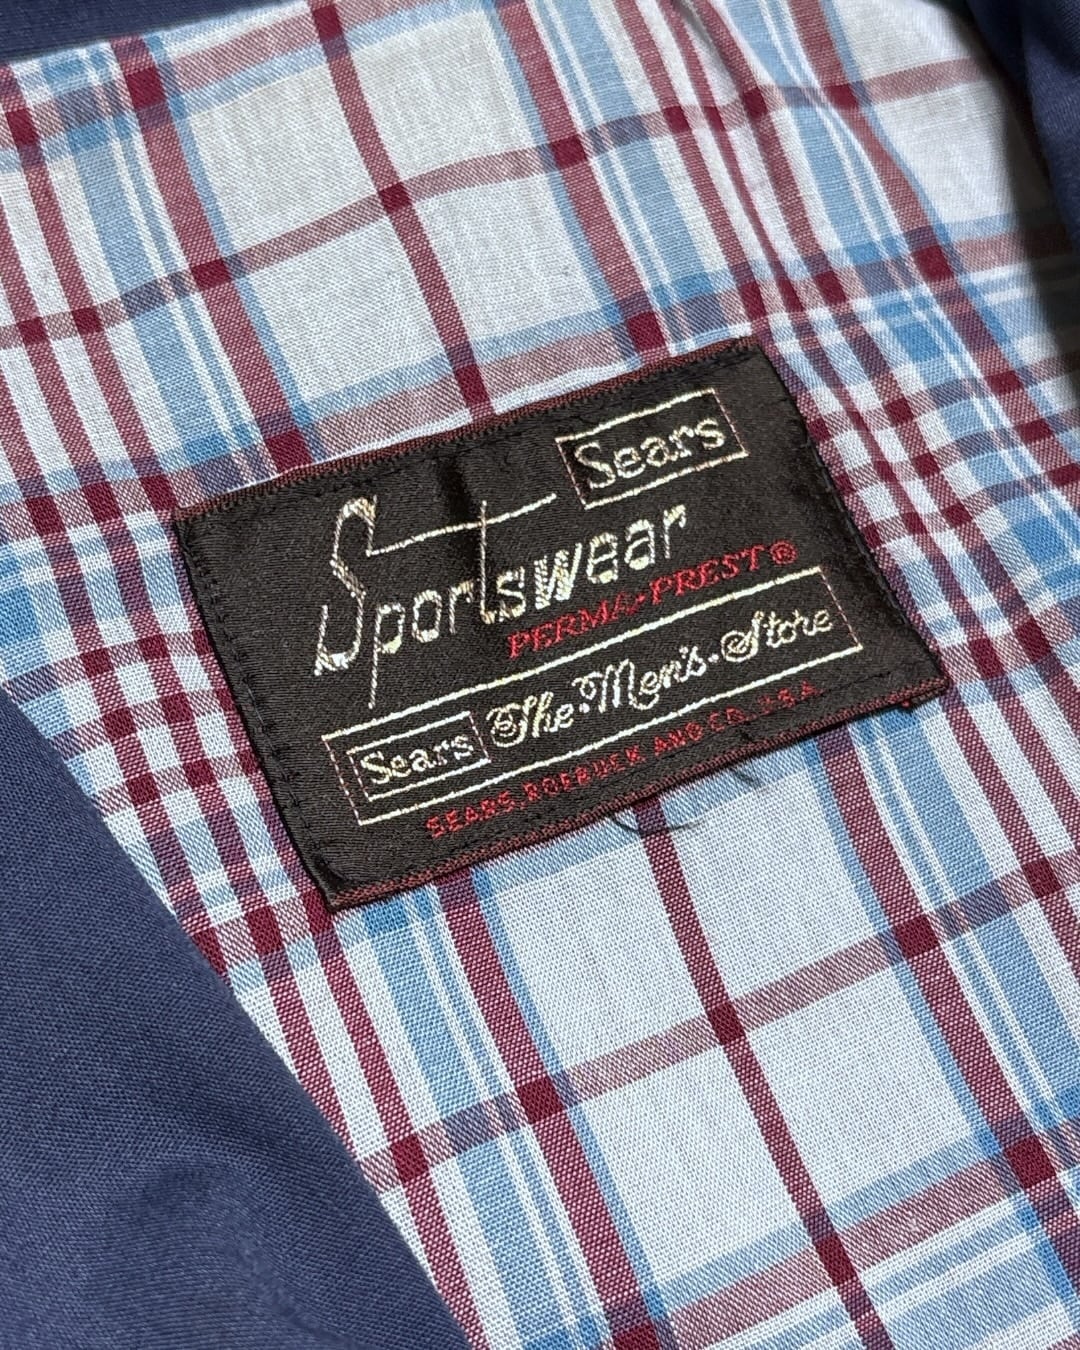 Sears
Sportswear
PERMA-PREST®
Sears The·Men's·Store
SEARS, ROEBUCK AND CO. U.S.A.